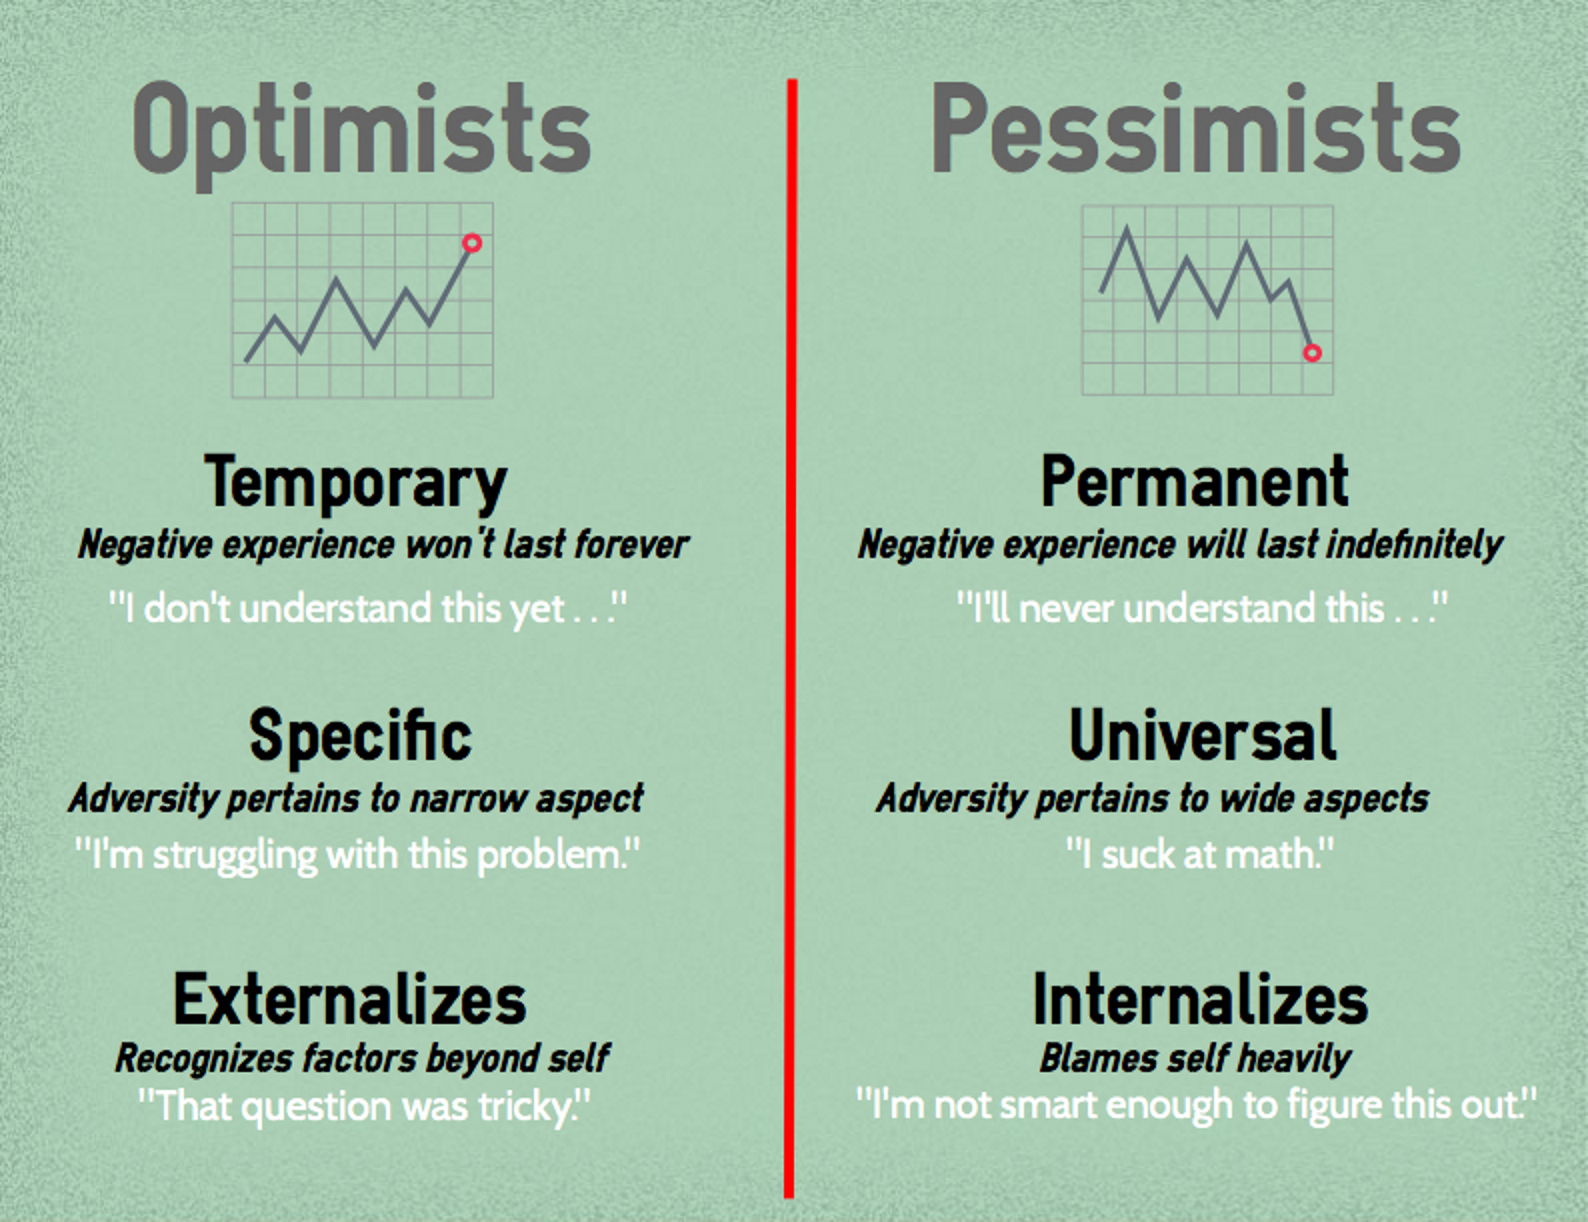 Optimists
Temporary
Negative experience won't last forever
"I don't understand this yet . . ."
Specific
Adversity pertains to narrow aspect
"I'm struggling with this problem."
Externalizes
Recognizes factors beyond self
"That question was tricky."
Pessimists
Permanent
Negative experience will last indefinitely
"I'll never understand this . . ."
Universal
Adversity pertains to wide aspects
"I suck at math."
Internalizes
Blames self heavily
"I'm not smart enough to figure this out."